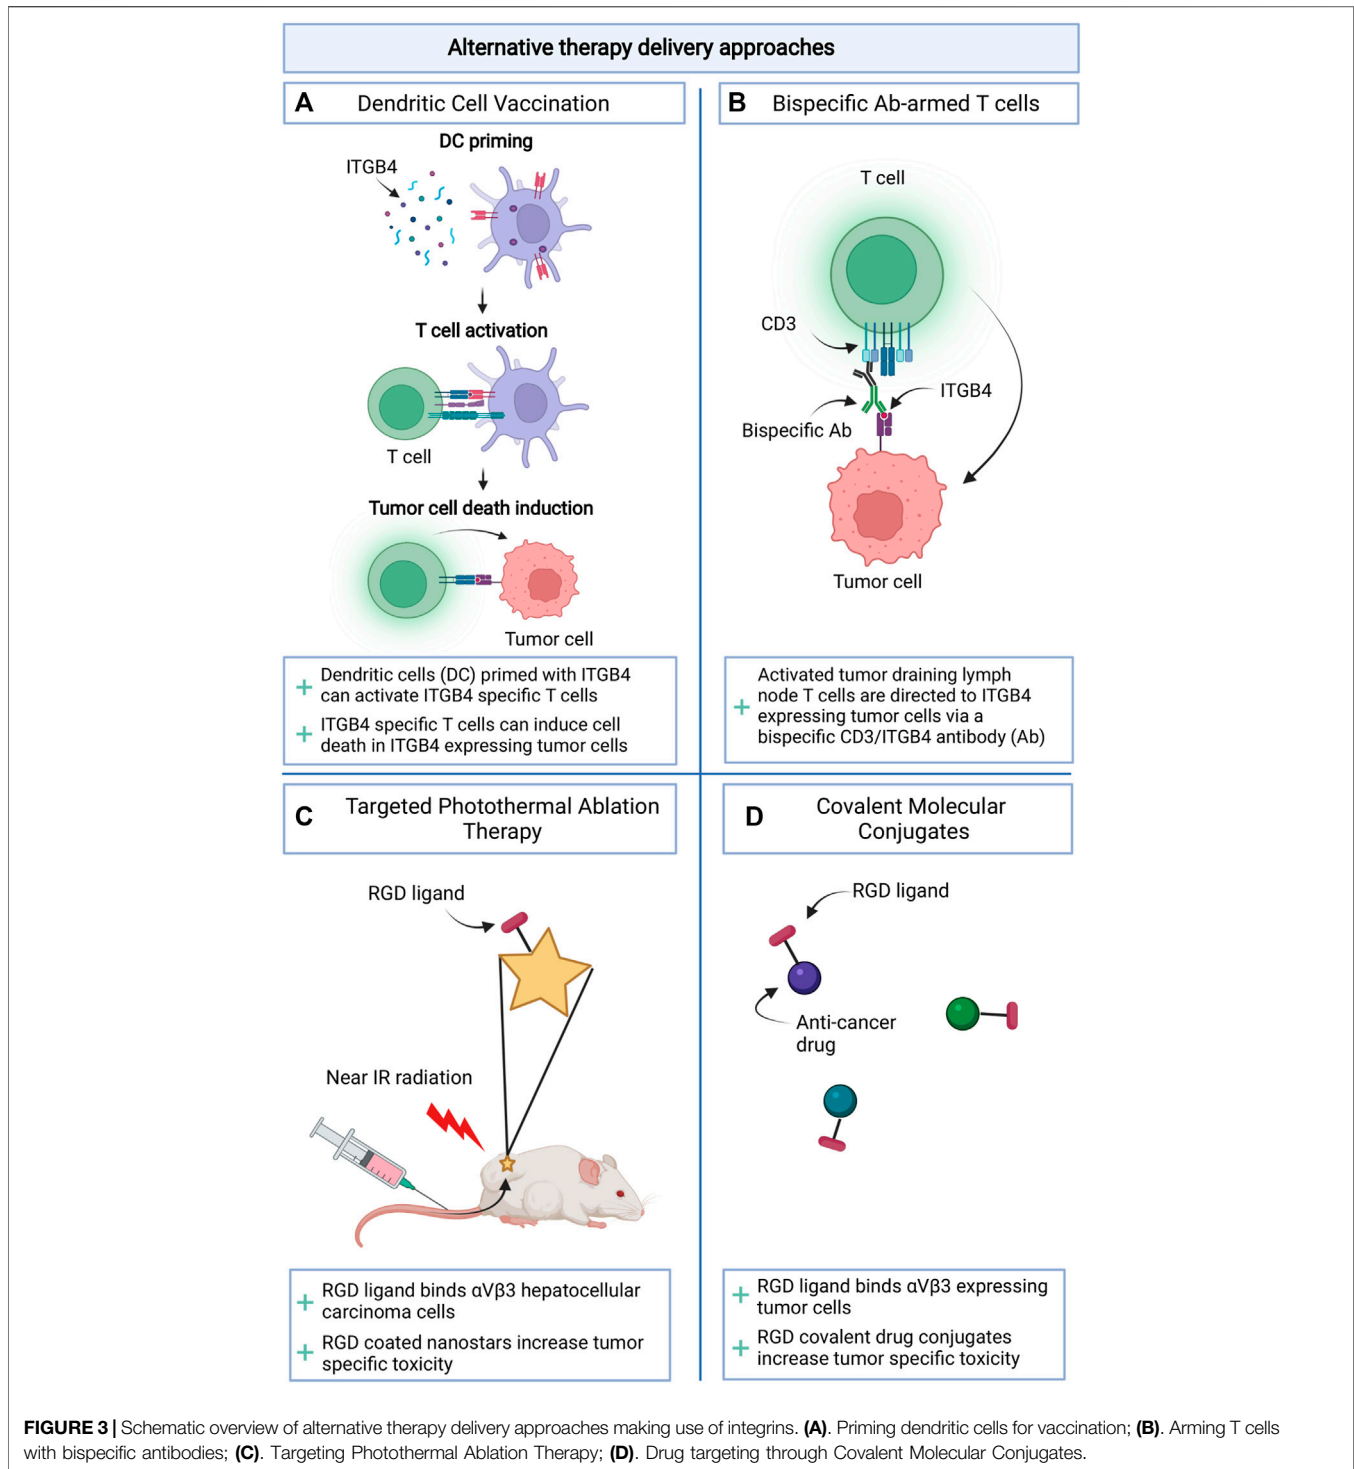 Alternative therapy delivery approaches
A Dendritic Cell Vaccination
DC priming
ITGB4
T cell activation
T cell
Tumor cell death induction
Tumor cell
+ Dendritic cells (DC) primed with ITGB4
can activate ITGB4 specific T cells
+ ITGB4 specific T cells can induce cell
death in ITGB4 expressing tumor cells
B Bispecific Ab-armed T cells
T cell
CD3
ITGB4
Bispecific Ab
Tumor cell
+ Activated tumor draining lymph
node T cells are directed to ITGB4
expressing tumor cells via a
bispecific CD3/ITGB4 antibody (Ab)
C Targeted Photothermal Ablation
Therapy
RGD ligand
Near IR radiation
+ RGD ligand binds αVβ3 hepatocellular
carcinoma cells
+ RGD coated nanostars increase tumor
specific toxicity
D Covalent Molecular
Conjugates
RGD ligand
Anti-cancer
drug
+ RGD ligand binds αVβ3 expressing
tumor cells
+ RGD covalent drug conjugates
increase tumor specific toxicity
FIGURE 3 | Schematic overview of alternative therapy delivery approaches making use of integrins. (A). Priming dendritic cells for vaccination; (B). Arming T cells
with bispecific antibodies; (C). Targeting Photothermal Ablation Therapy; (D). Drug targeting through Covalent Molecular Conjugates.